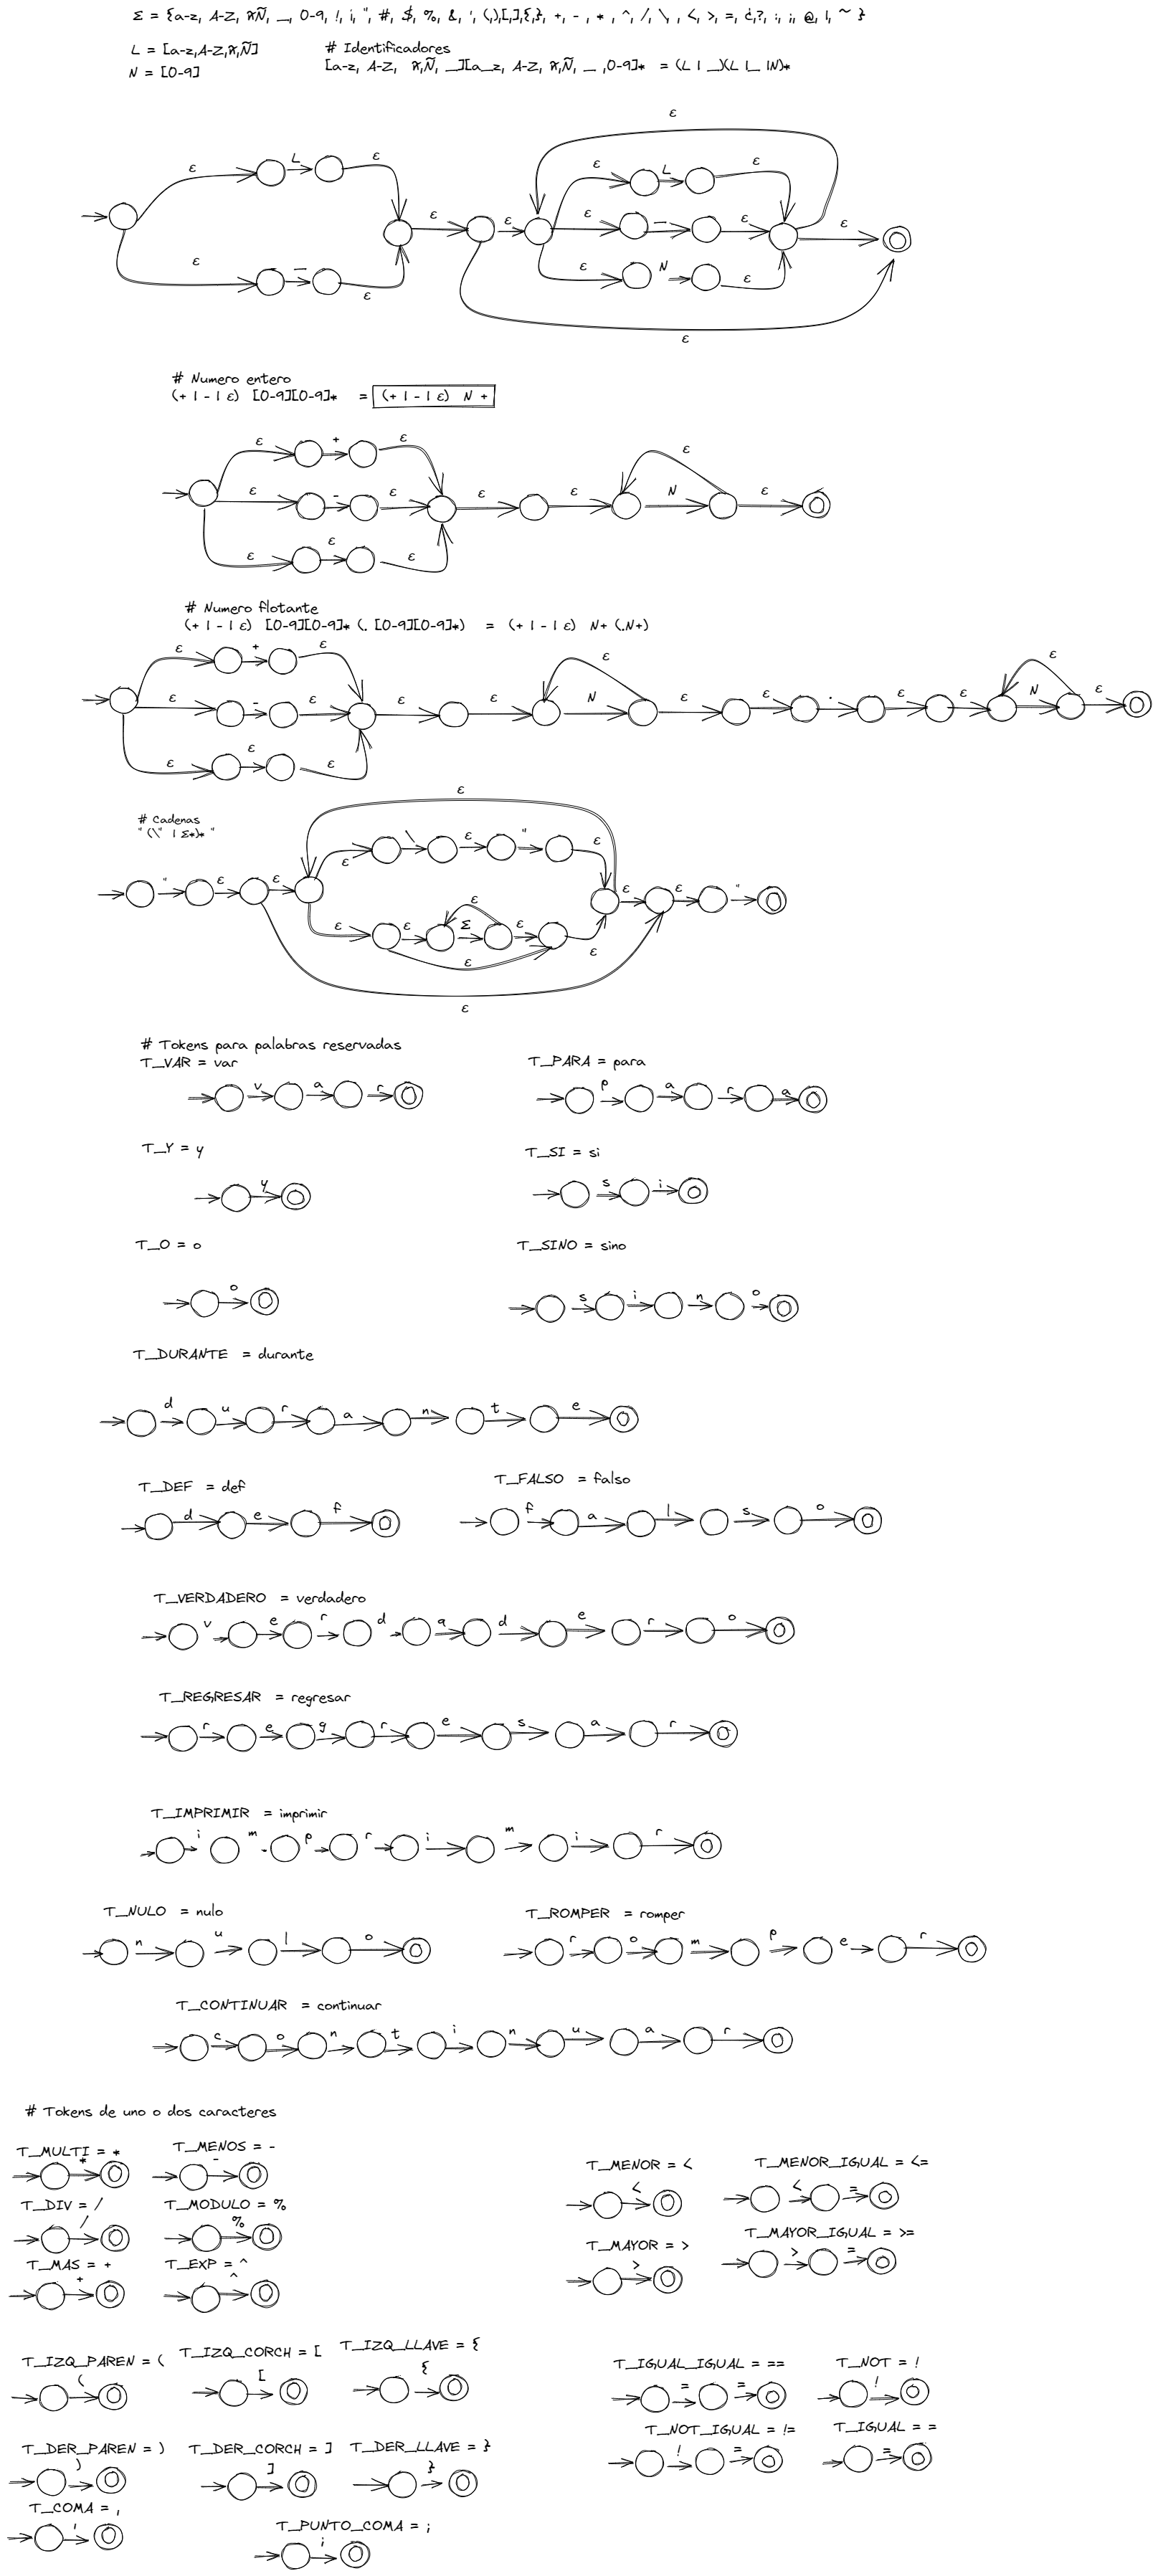 Σ = {a-z, A-Z, ñÑ, _, 0-9, !, ¡, ", #, $, %, &, ', (,),[,],{,}, +, -, *, ^, /, \, <, >, =, ¿,?, :, ;, @, |, ~ }
L = [a-z,A-Z,ñ,Ñ]
N = [0-9]
# Identificadores
[a-z, A-Z, ñ,Ñ, _][a_z, A-Z, ñ,Ñ, _ ,0-9]* = (L | _)(L |_ |N)*
ε
ε L ε
ε L ε
ε ε ε _ ε ε
ε _ ε
ε N ε
ε
# Numero entero
(+ | - | ε) [0-9][0-9]* = (+ | - | ε) N +
ε + ε
ε
ε - ε ε ε N ε
ε ε ε
# Numero flotante
(+ | - | ε) [0-9][0-9]* (. [0-9][0-9]*) = (+ | - | ε) N+ (.N+)
ε + ε
ε ε
ε - ε ε ε N ε ε . ε ε N ε
ε ε ε
# Cadenas
" (\" | Σ*)* "
ε
ε \ ε " ε
" ε ε ε ε "
ε
ε ε Σ ε ε
ε
ε
# Tokens para palabras reservadas
T_VAR = var
v a r
T_PARA = para
p a r a
T_Y = y
y
T_SI = si
s i
T_O = o
o
T_SINO = sino
s i n o
T_DURANTE = durante
d u r a n t e
T_DEF = def
d e f
T_FALSO = falso
f a l s o
T_VERDADERO = verdadero
v e r d a d e r o
T_REGRESAR = regresar
r e g r e s a r
T_IMPRIMIR = imprimir
i m p r i m i r
T_NULO = nulo
n u l o
T_ROMPER = romper
r o m p e r
T_CONTINUAR = continuar
c o n t i n u a r
# Tokens de uno o dos caracteres
T_MULTI = *
*
T_MENOS = -
-
T_DIV = /
/
T_MODULO = %
%
T_MAS = +
+
T_EXP = ^
^
T_MENOR = <
<
T_MENOR_IGUAL = <=
< =
T_MAYOR = >
>
T_MAYOR_IGUAL = >=
> =
T_IZQ_PAREN = (
(
T_IZQ_CORCH = [
[
T_IZQ_LLAVE = {
{
T_IGUAL_IGUAL = ==
= =
T_NOT = !
!
T_NOT_IGUAL = !=
! =
T_IGUAL = =
=
T_DER_PAREN = )
)
T_DER_CORCH = ]
]
T_DER_LLAVE = }
}
T_COMA = ,
,
T_PUNTO_COMA = ;
;